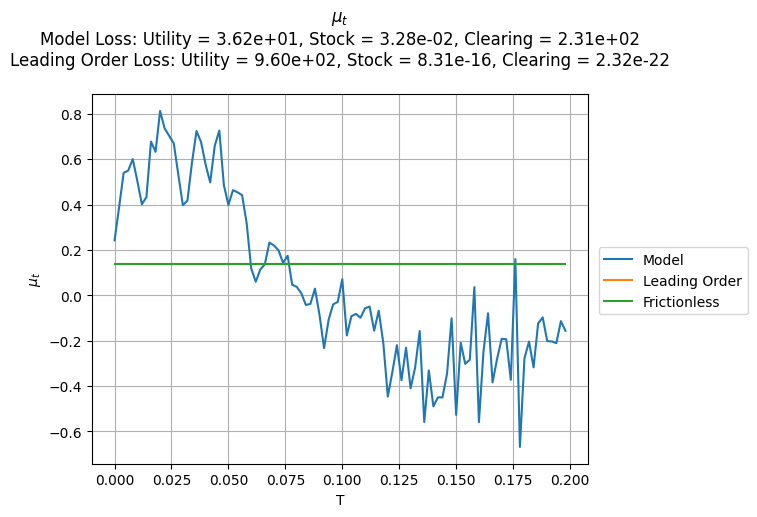 μ_t
Model Loss: Utility = 3.62e+01, Stock = 3.28e-02, Clearing = 2.31e+02
Leading Order Loss: Utility = 9.60e+02, Stock = 8.31e-16, Clearing = 2.32e-22
0.8
0.6
0.4
0.2
0.0
−0.2
−0.4
−0.6
μ_t
0.000 0.025 0.050 0.075 0.100 0.125 0.150 0.175 0.200
T
Model
Leading Order
Frictionless